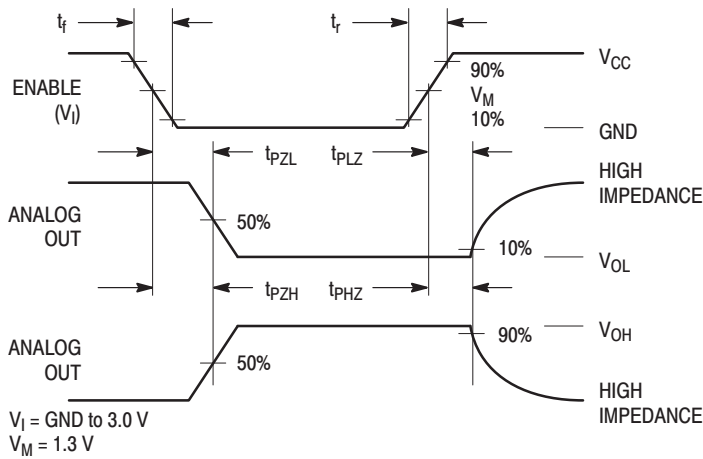 tf
tr
ENABLE
(VI)
90%
VM
10%
VCC
GND
tPZL
tPLZ
ANALOG
OUT
50%
10%
HIGH
IMPEDANCE
VOL
tPZH
tPHZ
ANALOG
OUT
50%
90%
VOH
HIGH
IMPEDANCE
VI = GND to 3.0 V
VM = 1.3 V